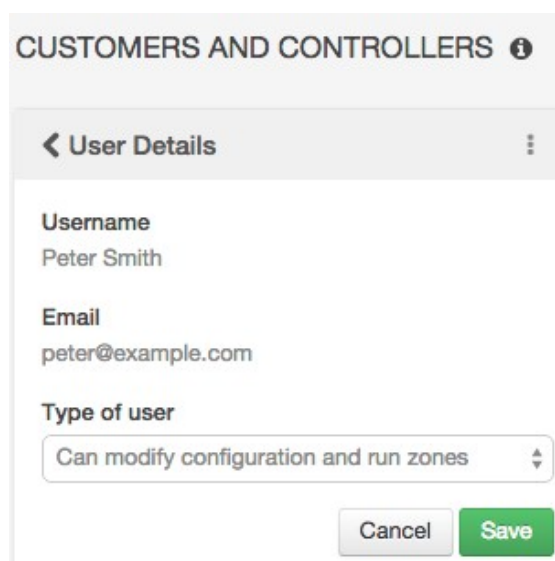 CUSTOMERS AND CONTROLLERS
User Details
Username
Peter Smith
Email
peter@example.com
Type of user
Can modify configuration and run zones
Cancel Save